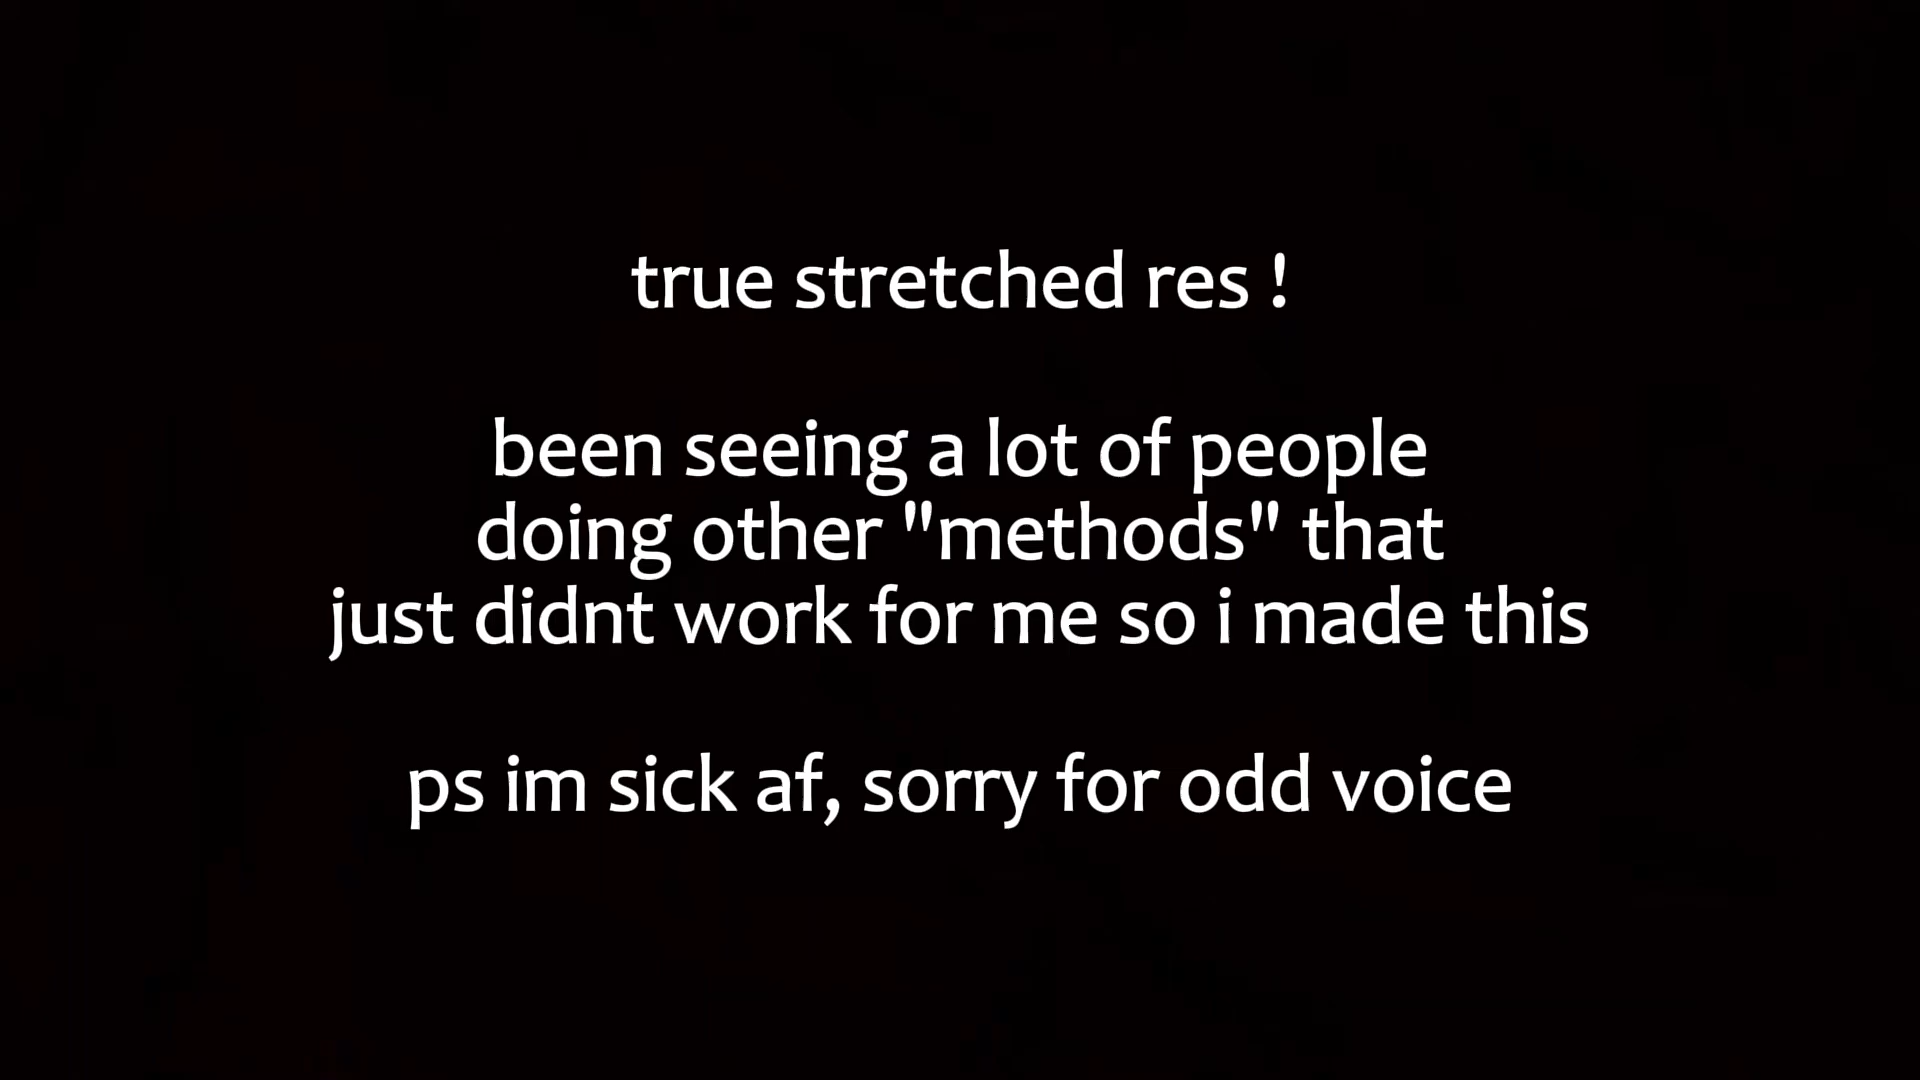 true stretched res !
been seeing a lot of people
doing other "methods" that
just didnt work for me so i made this
ps im sick af, sorry for odd voice